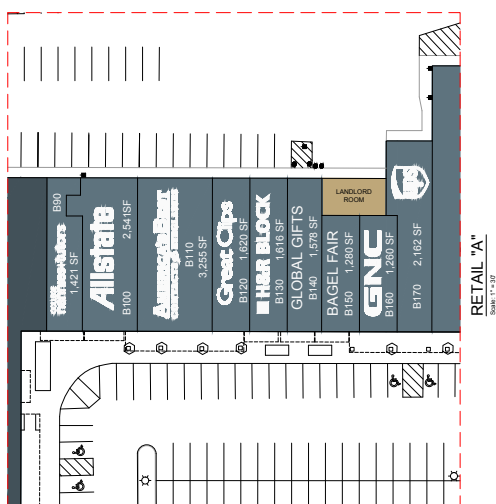 B90
1,421 SF
Allstate
2,541SF
B100
B110
3,255 SF
Great Clips
B120 1,620 SF
H&R BLOCK
B130 1,616 SF
GLOBAL GIFTS
B140 1,578 SF
BAGEL FAIR
B150 1,280 SF
LANDLORD
ROOM
GNC
B160 1,260 SF
ups
B170 2,162 SF
RETAIL "A"
Scale: 1" = 30'